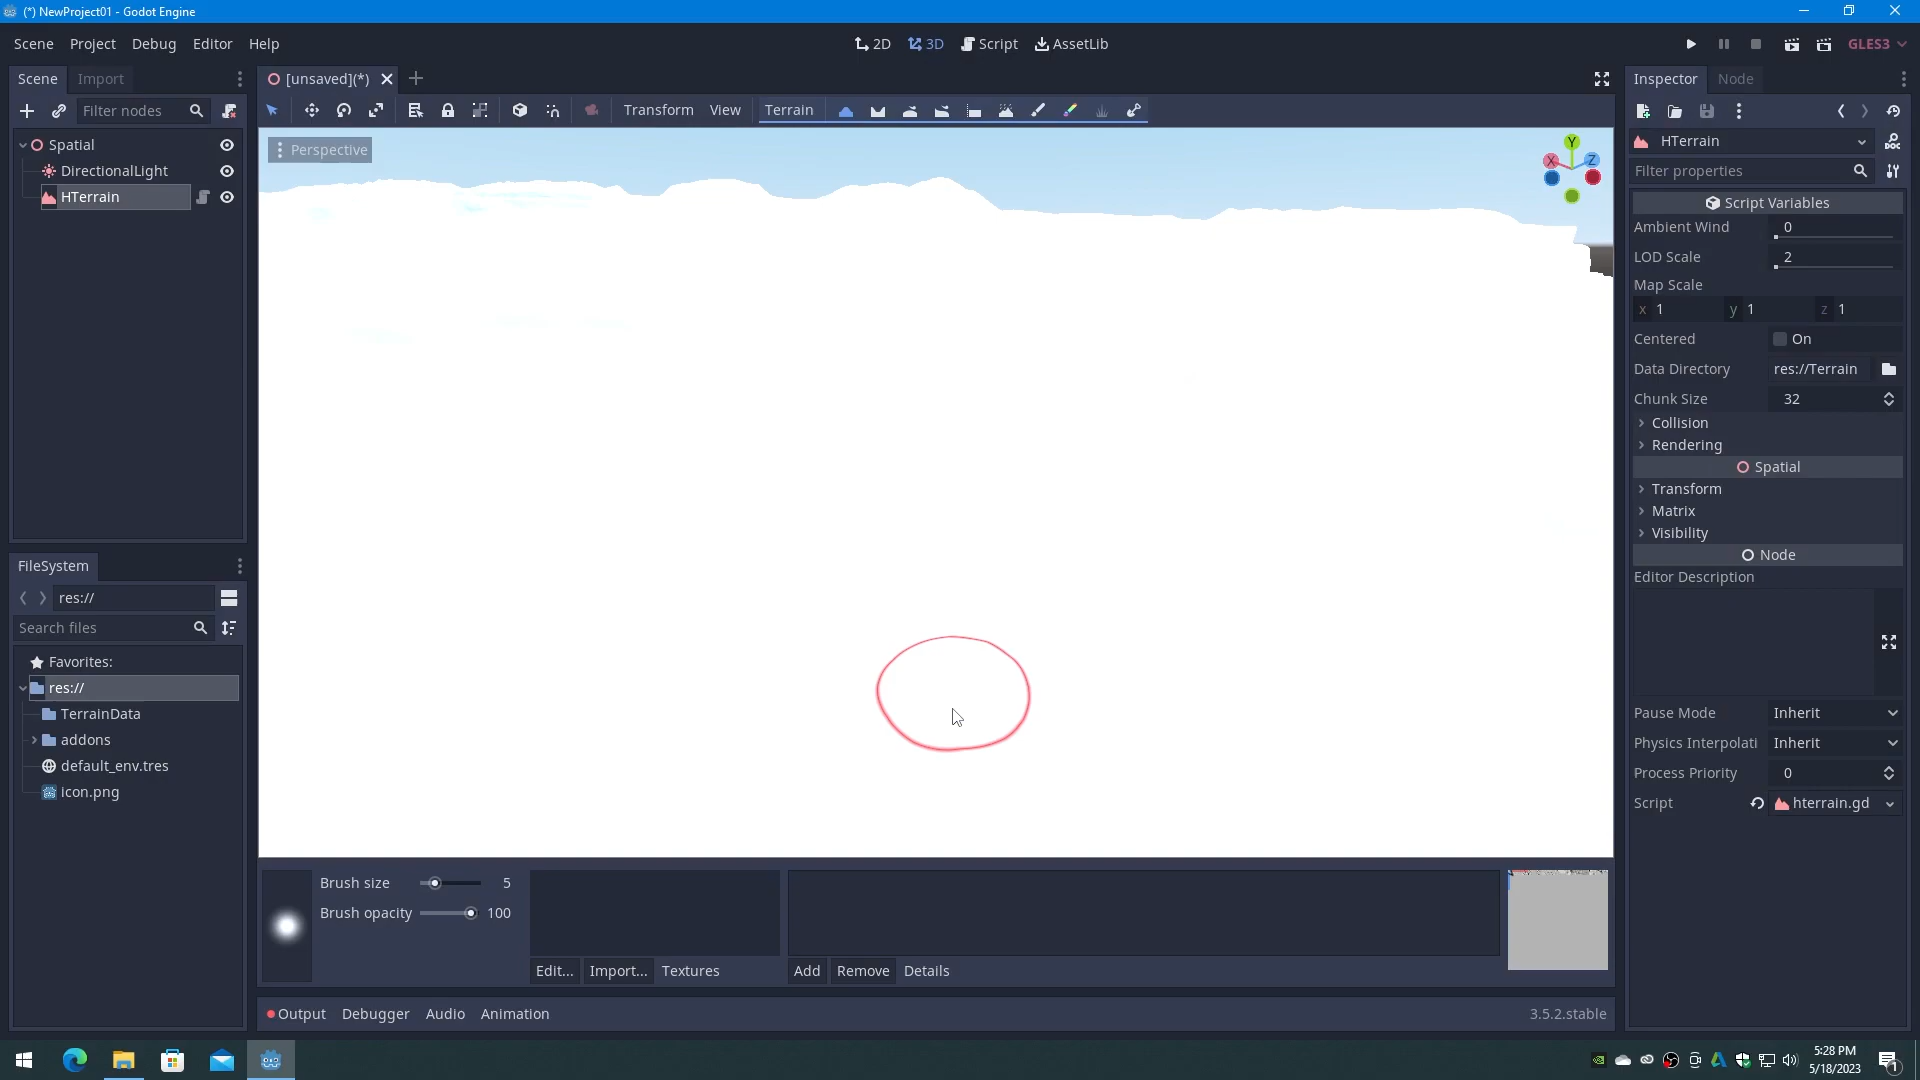 (*) NewProject01 - Godot Engine
Scene Project Debug Editor Help
2D 3D Script AssetLib
GLES3
Scene Import
[unsaved](*)
Inspector Node
Filter nodes
Transform View Terrain
Spatial
DirectionalLight
HTerrain
Perspective
Y
X Z
HTerrain
Filter properties
Script Variables
Ambient Wind 0
LOD Scale 2
Map Scale
x 1 y 1 z 1
Centered On
Data Directory res://Terrain
Chunk Size 32
Collision
Rendering
Spatial
Transform
Matrix
Visibility
Node
Editor Description
Pause Mode Inherit
Physics Interpolati Inherit
Process Priority 0
Script hterrain.gd
FileSystem
res://
Search files
Favorites:
res://
TerrainData
addons
default_env.tres
icon.png
Brush size 5
Brush opacity 100
Edit... Import... Textures
Add Remove Details
Output Debugger Audio Animation
3.5.2.stable
5:28 PM
5/18/2023
1